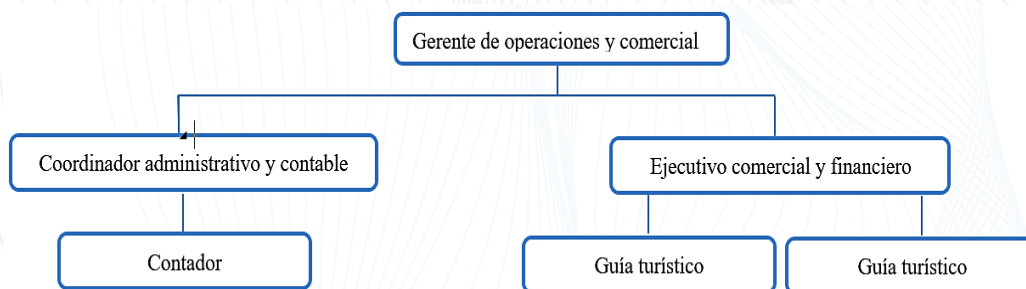 Gerente de operaciones y comercial
Coordinador administrativo y contable
Ejecutivo comercial y financiero
Contador
Guía turístico
Guía turístico